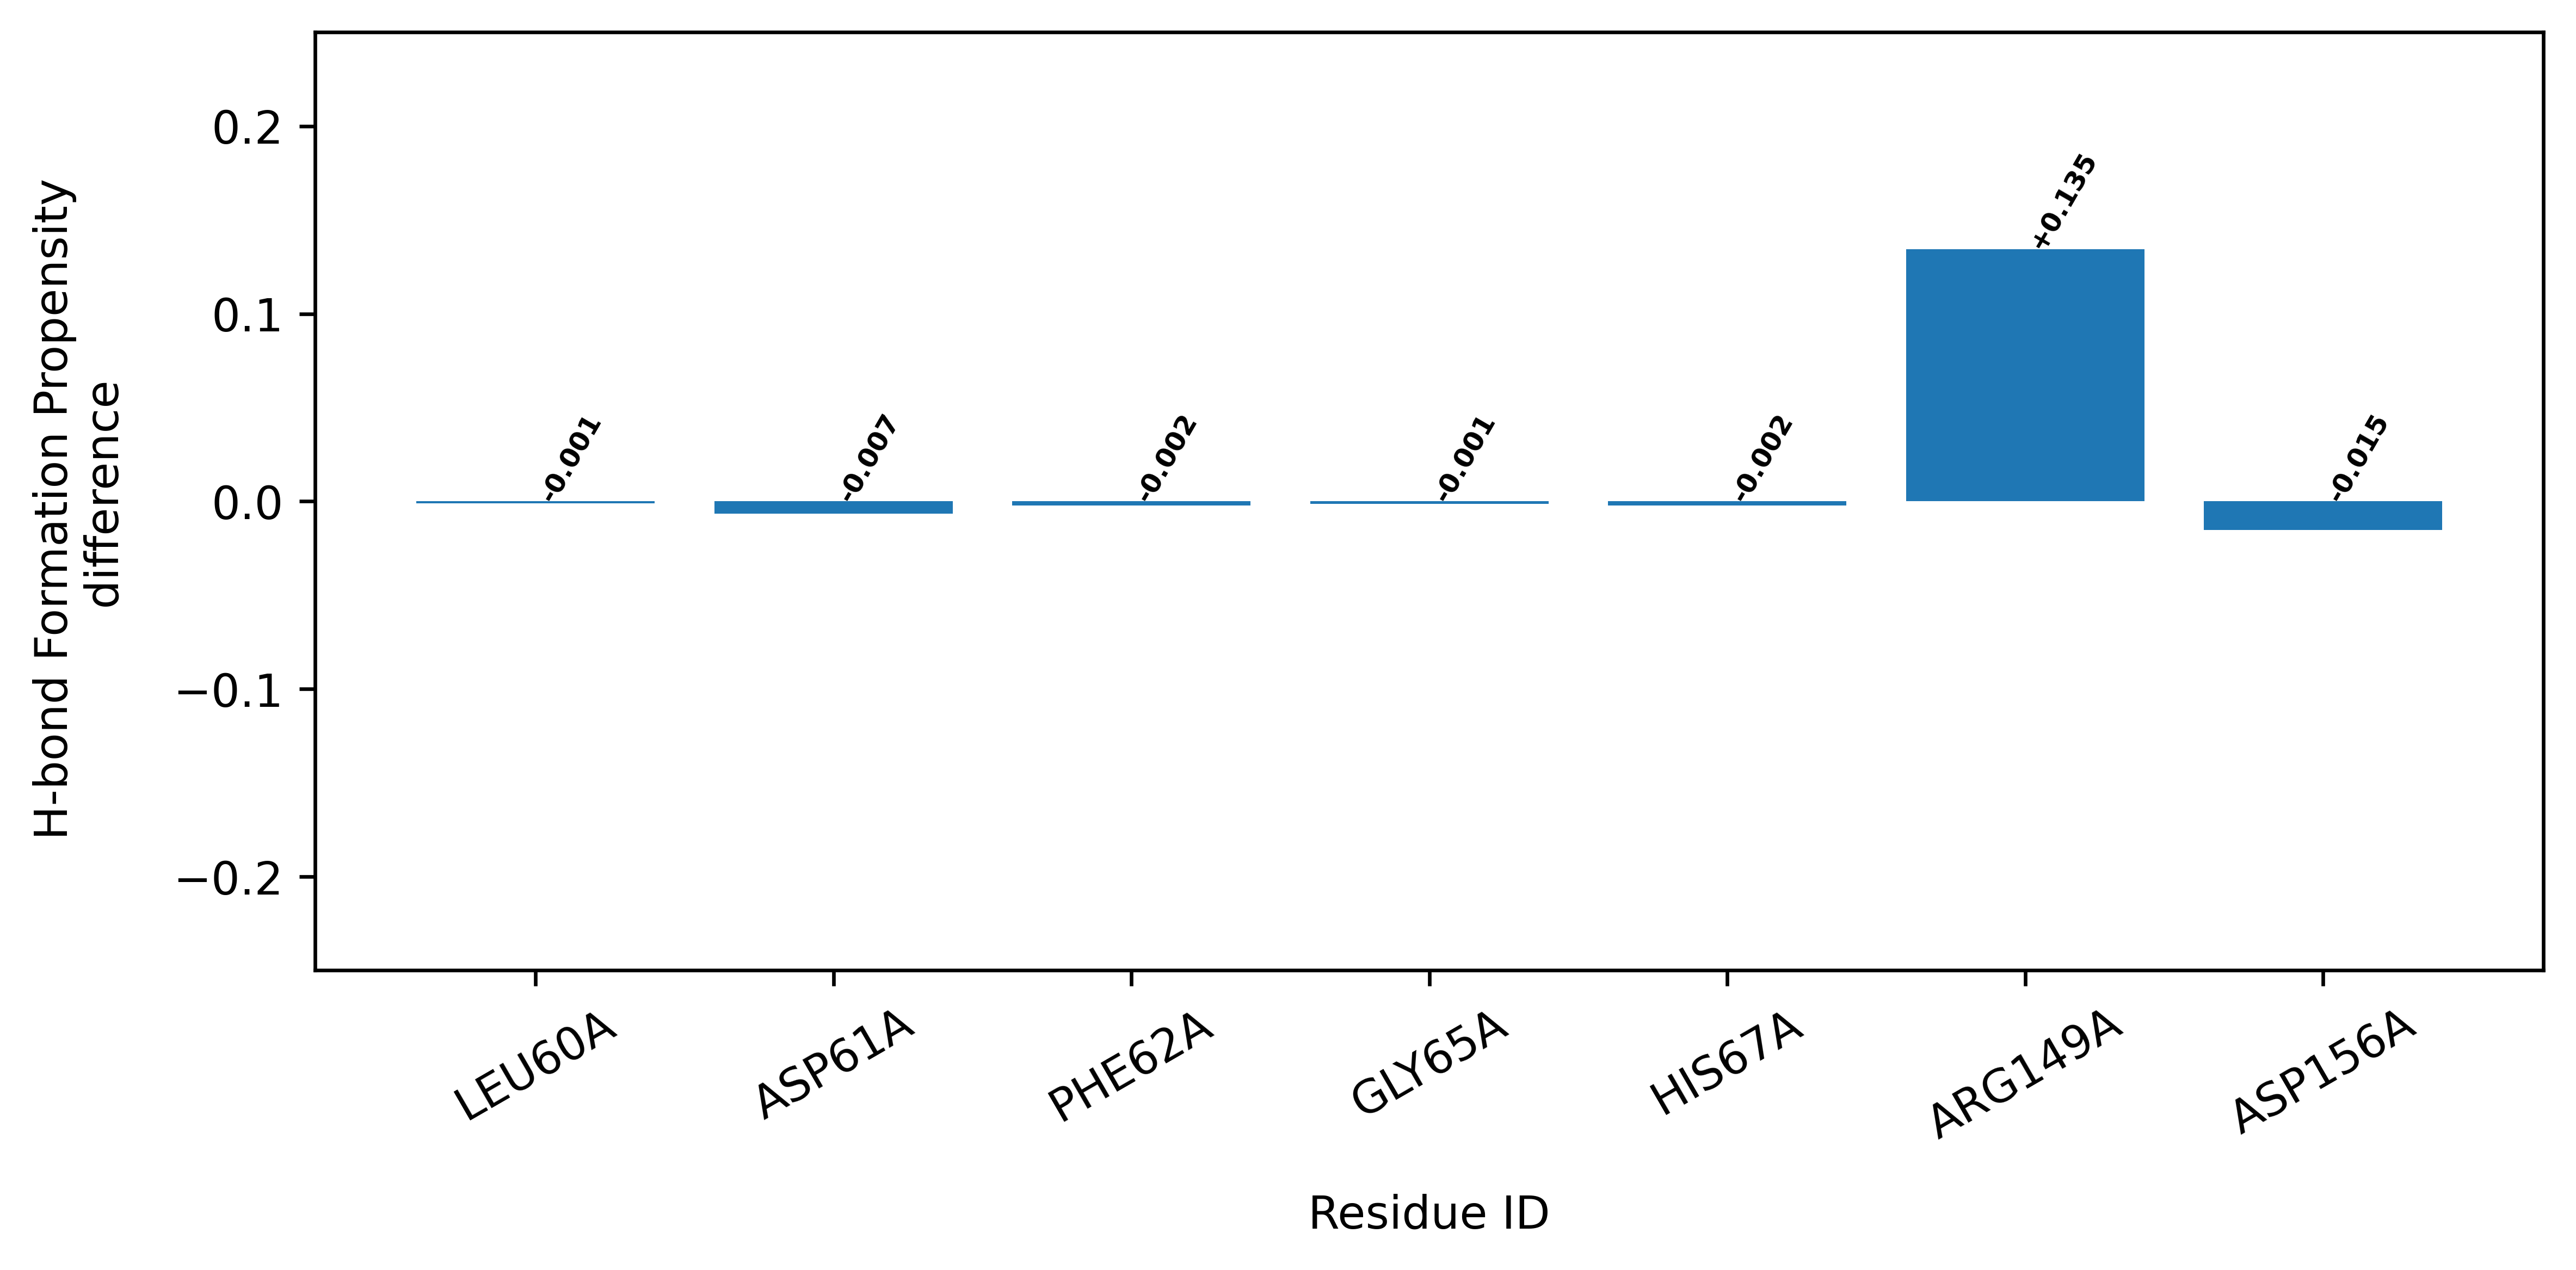 H-bond Formation Propensity
difference
0.2
0.1
0.0
−0.1
−0.2
-0.001
-0.007
-0.002
-0.001
-0.002
+0.135
-0.015
LEU60A
ASP61A
PHE62A
GLY65A
HIS67A
ARG149A
ASP156A
Residue ID